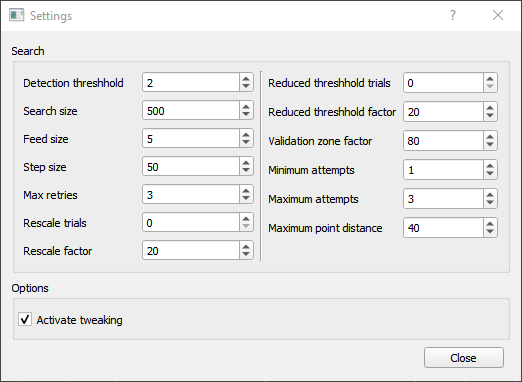 Settings
?
Search
Detection threshhold 2
Search size 500
Feed size 5
Step size 50
Max retries 3
Rescale trials 0
Rescale factor 20
Reduced threshhold trials 0
Reduced threshhold factor 20
Validation zone factor 80
Minimum attempts 1
Maximum attempts 3
Maximum point distance 40
Options
Activate tweaking
Close